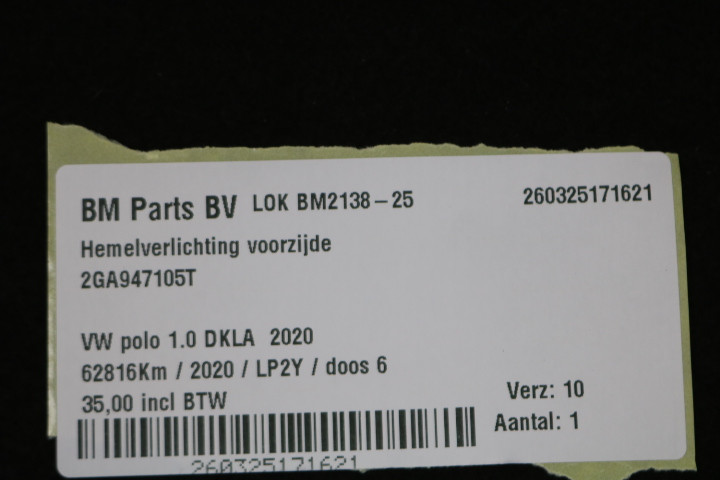 BM Parts BV LOK BM2138-25 260325171621
Hemelverlichting voorzijde
2GA947105T
VW polo 1.0 DKLA 2020
62816Km / 2020 / LP2Y / doos 6
35,00 incl BTW
Verz: 10
Aantal: 1
260325171621